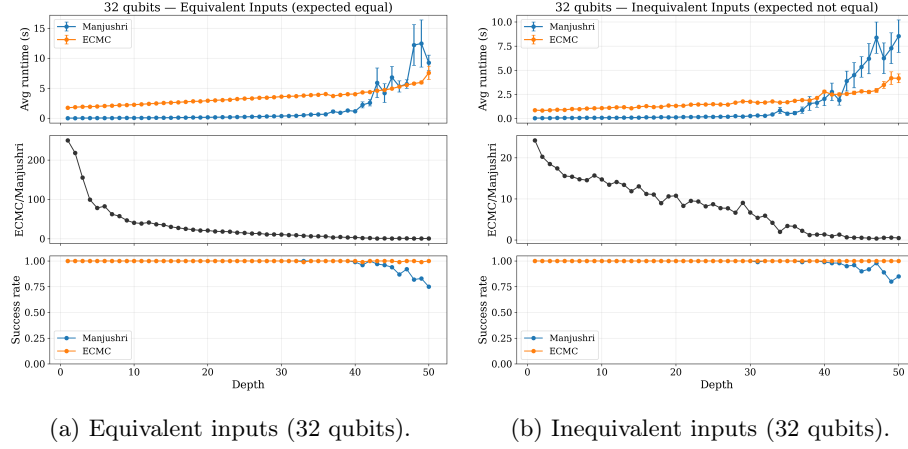 32 qubits — Equivalent Inputs (expected equal)
Avg runtime (s)
15
10
5
0
Manjushri
ECMC
ECMC/Manjushri
200
100
0
Success rate
1.00
0.75
0.50
0.25
0.00
Manjushri
ECMC
0 10 20 30 40 50
Depth
(a) Equivalent inputs (32 qubits).
32 qubits — Inequivalent Inputs (expected not equal)
Avg runtime (s)
10.0
7.5
5.0
2.5
0.0
Manjushri
ECMC
ECMC/Manjushri
20
10
0
Success rate
1.00
0.75
0.50
0.25
0.00
Manjushri
ECMC
0 10 20 30 40 50
Depth
(b) Inequivalent inputs (32 qubits).